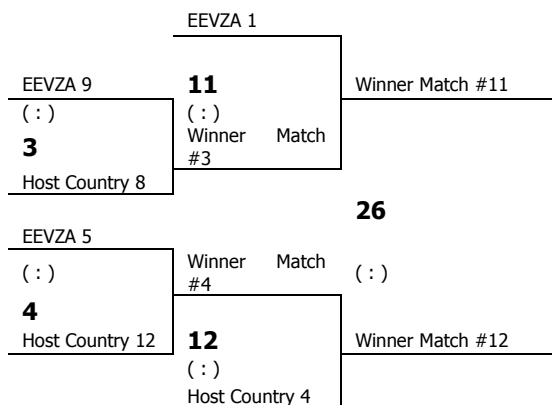 EEVZA 1
EEVZA 9
11
Winner Match #11
( : )
( : )
3
Winner Match
#3
Host Country 8
26
EEVZA 5
( : )
Winner Match
#4
( : )
4
Host Country 12
12
Winner Match #12
( : )
Host Country 4